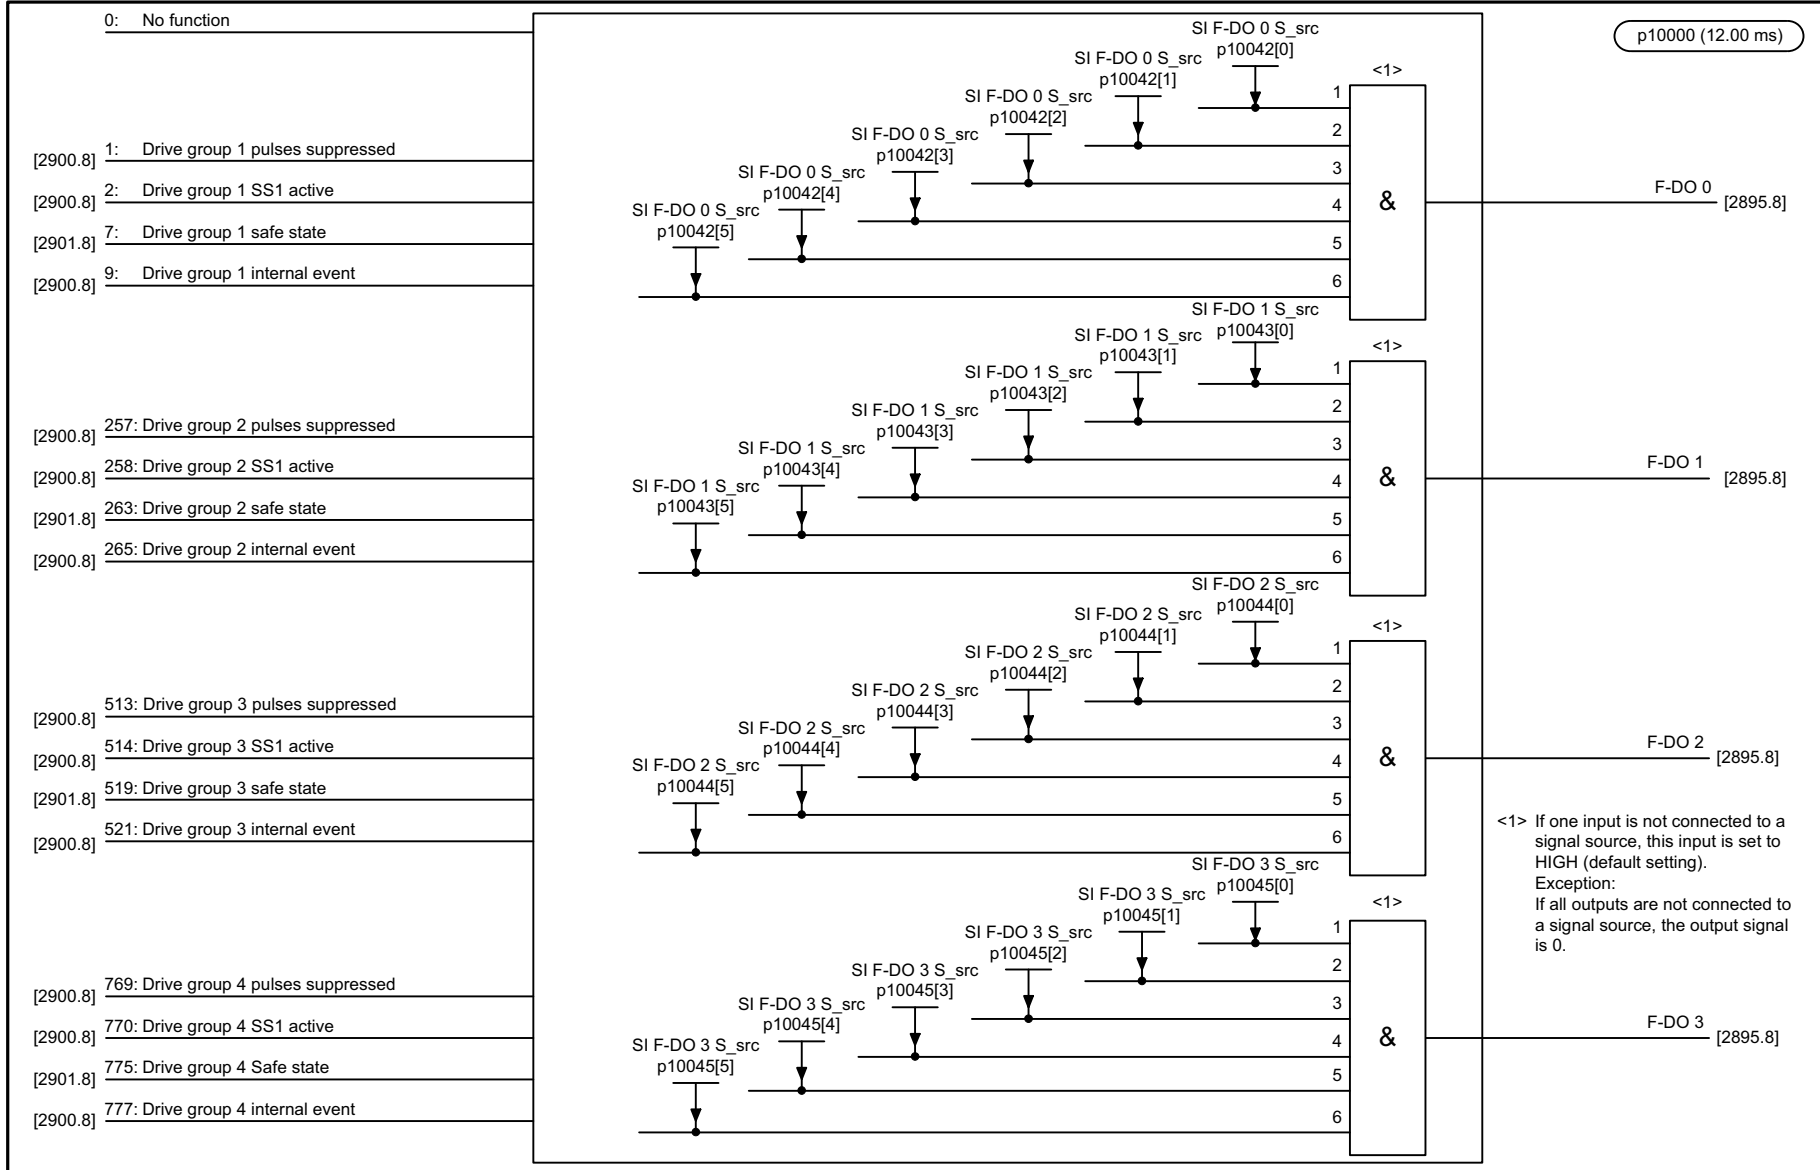 0: No function
p10000 (12.00 ms)
[2900.8] 1: Drive group 1 pulses suppressed
[2900.8] 2: Drive group 1 SS1 active
[2901.8] 7: Drive group 1 safe state
[2900.8] 9: Drive group 1 internal event
SI F-DO 0 S_src
p10042[0]
SI F-DO 0 S_src
p10042[1]
SI F-DO 0 S_src
p10042[2]
SI F-DO 0 S_src
p10042[3]
SI F-DO 0 S_src
p10042[4]
SI F-DO 0 S_src
p10042[5]
<1>
1
2
3
4
5
6
&
F-DO 0
[2895.8]
[2900.8] 257: Drive group 2 pulses suppressed
[2900.8] 258: Drive group 2 SS1 active
[2901.8] 263: Drive group 2 safe state
[2900.8] 265: Drive group 2 internal event
SI F-DO 1 S_src
p10043[0]
SI F-DO 1 S_src
p10043[1]
SI F-DO 1 S_src
p10043[2]
SI F-DO 1 S_src
p10043[3]
SI F-DO 1 S_src
p10043[4]
SI F-DO 1 S_src
p10043[5]
<1>
1
2
3
4
5
6
&
F-DO 1
[2895.8]
[2900.8] 513: Drive group 3 pulses suppressed
[2900.8] 514: Drive group 3 SS1 active
[2901.8] 519: Drive group 3 safe state
[2900.8] 521: Drive group 3 internal event
SI F-DO 2 S_src
p10044[0]
SI F-DO 2 S_src
p10044[1]
SI F-DO 2 S_src
p10044[2]
SI F-DO 2 S_src
p10044[3]
SI F-DO 2 S_src
p10044[4]
SI F-DO 2 S_src
p10044[5]
<1>
1
2
3
4
5
6
&
F-DO 2
[2895.8]
<1> If one input is not connected to a
signal source, this input is set to
HIGH (default setting).
Exception:
If all outputs are not connected to
a signal source, the output signal
is 0.
[2900.8] 769: Drive group 4 pulses suppressed
[2900.8] 770: Drive group 4 SS1 active
[2901.8] 775: Drive group 4 Safe state
[2900.8] 777: Drive group 4 internal event
SI F-DO 3 S_src
p10045[0]
SI F-DO 3 S_src
p10045[1]
SI F-DO 3 S_src
p10045[2]
SI F-DO 3 S_src
p10045[3]
SI F-DO 3 S_src
p10045[4]
SI F-DO 3 S_src
p10045[5]
<1>
1
2
3
4
5
6
&
F-DO 3
[2895.8]